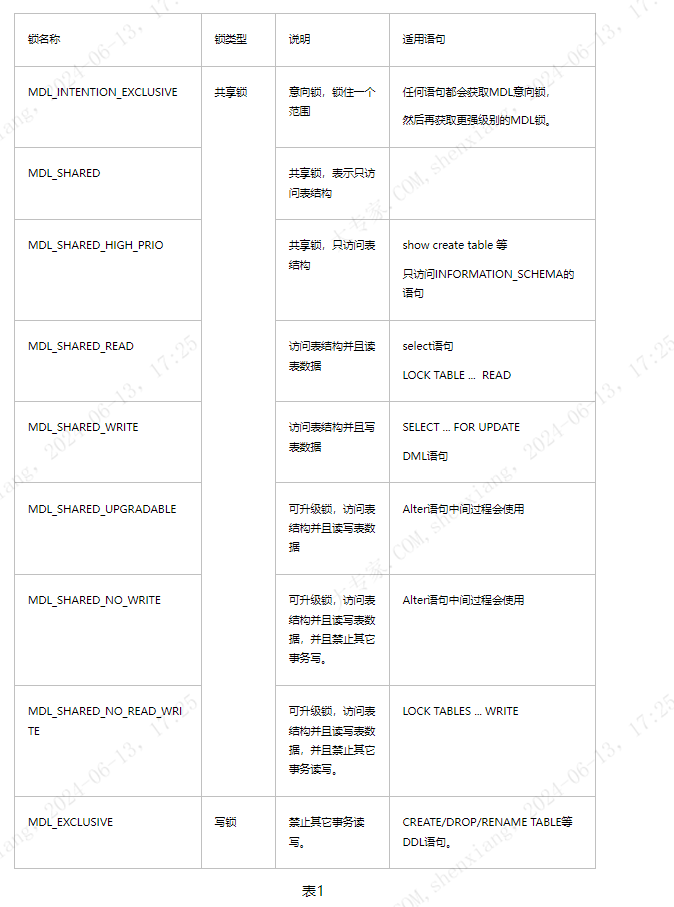 锁名称 锁类型 说明 适用语句
MDL_INTENTION_EXCLUSIVE 共享锁 意向锁，锁住一个 任何语句都会获取MDL意向锁，
范围 然后再获取更强级别的MDL锁。
MDL_SHARED 共享锁，表示只访
问表结构
MDL_SHARED_HIGH_PRIO 共享锁，只访问表 show create table 等
结构 只访问INFORMATION_SCHEMA的
语句
MDL_SHARED_READ 访问表结构并且读 select语句
表数据 LOCK TABLE ... READ
MDL_SHARED_WRITE 访问表结构并且写 SELECT ... FOR UPDATE
表数据 DML语句
MDL_SHARED_UPGRADABLE 可升级锁，访问表 Alter语句中间过程会使用
结构并且读写表数
据
MDL_SHARED_NO_WRITE 可升级锁，访问表 Alter语句中间过程会使用
结构并且读写表数
据，并且禁止其它
事务写。
MDL_SHARED_NO_READ_WRI 可升级锁，访问表 LOCK TABLES ... WRITE
TE 结构并且读写表数
据，并且禁止其它
事务读写。
MDL_EXCLUSIVE 写锁 禁止其它事务读 CREATE/DROP/RENAME TABLE等
写。 DDL语句。
表1